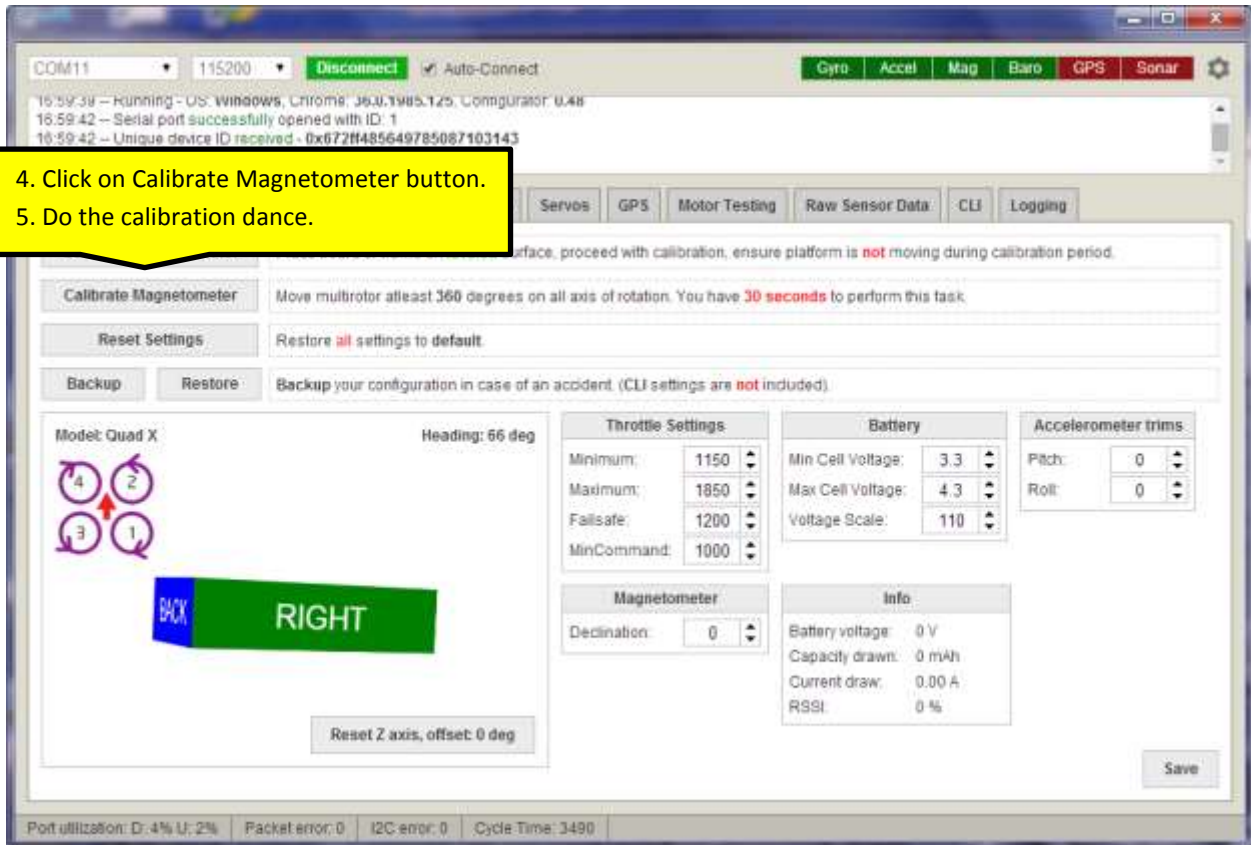 COM11 115200 Disconnect Auto-Connect Gyro Accel Mag Baro GPS Sonar
16:59:39 -- Running - OS: Windows, Chrome: 36.0.1985.125, Configurator: 0.48
16:59:42 -- Serial port successfully opened with ID: 1
16:59:42 -- Unique device ID received - 0x672ff485649785087103143
4. Click on Calibrate Magnetometer button.
5. Do the calibration dance.
Servos GPS Motor Testing Raw Sensor Data CLI Logging
surface, proceed with calibration, ensure platform is not moving during calibration period.
Calibrate Magnetometer Move multirotor atleast 360 degrees on all axis of rotation. You have 30 seconds to perform this task.
Reset Settings Restore all settings to default.
Backup Restore Backup your configuration in case of an accident. (CLI settings are not included).
Model: Quad X Heading: 66 deg
4 2
3 1
BACK RIGHT
Reset Z axis, offset: 0 deg
Throttle Settings
Minimum: 1150
Maximum: 1850
Failsafe: 1200
MinCommand: 1000
Battery
Min Cell Voltage: 3.3
Max Cell Voltage: 4.3
Voltage Scale: 110
Accelerometer trims
Pitch: 0
Roll: 0
Magnetometer
Declination: 0
Info
Battery voltage: 0 V
Capacity drawn: 0 mAh
Current draw: 0.00 A
RSSI: 0 %
Save
Port utilization: D: 4% U: 2% Packet error: 0 I2C error: 0 Cycle Time: 3490